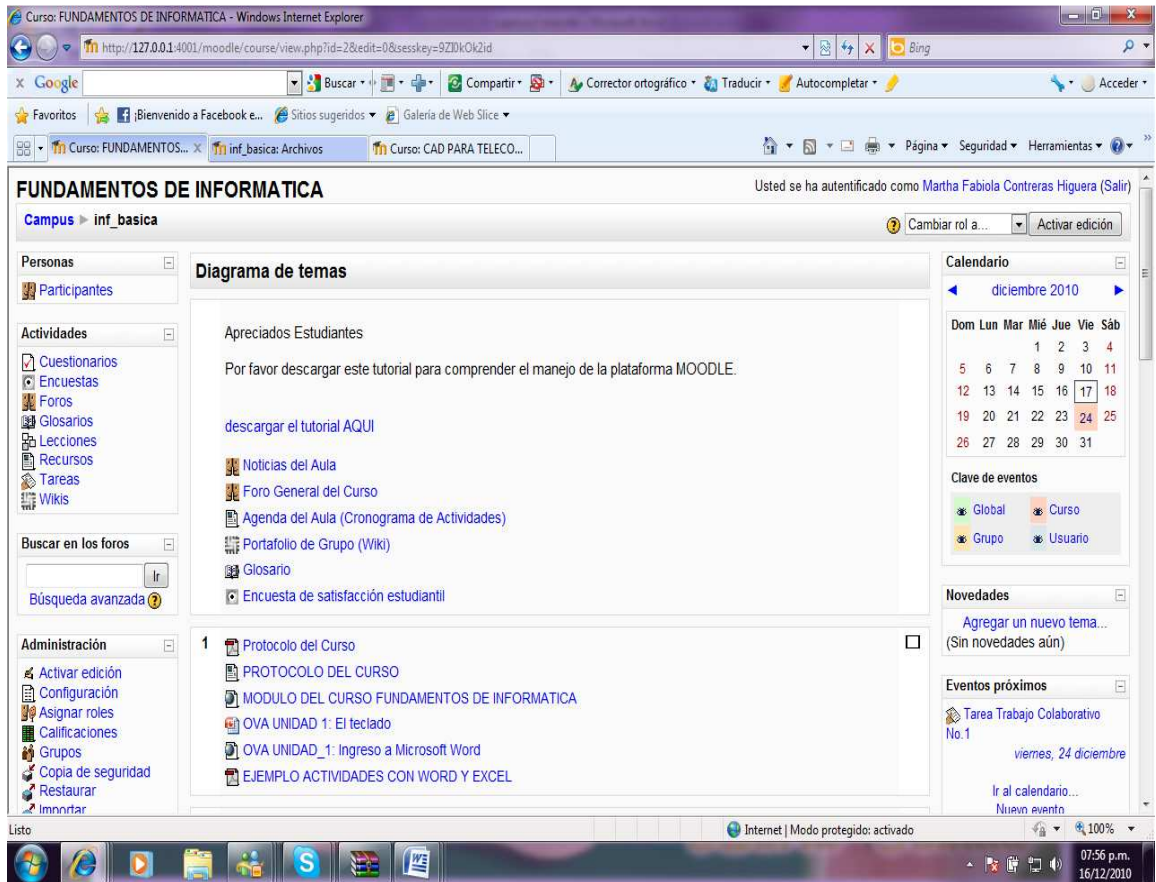 Curso: FUNDAMENTOS DE INFORMATICA - Windows Internet Explorer
http://127.0.0.1:4001/moodle/course/view.php?id=2&edit=0&sesskey=9ZI0kOk2id
Bing
x Google
Buscar
Compartir
Corrector ortográfico
Traducir
Autocompletar
Acceder
Favoritos
¡Bienvenido a Facebook e...
Sitios sugeridos
Galería de Web Slice
Curso: FUNDAMENTOS... X
inf_basica: Archivos
Curso: CAD PARA TELECO...
Página
Seguridad
Herramientas
FUNDAMENTOS DE INFORMATICA
Usted se ha autentificado como Martha Fabiola Contreras Higuera (Salir)
Campus ► inf_basica
Cambiar rol a...
Activar edición
Personas
Participantes
Actividades
Cuestionarios
Encuestas
Foros
Glosarios
Lecciones
Recursos
Tareas
Wikis
Buscar en los foros
Ir
Búsqueda avanzada
Administración
Activar edición
Configuración
Asignar roles
Calificaciones
Grupos
Copia de seguridad
Restaurar
Importar
Diagrama de temas
Apreciados Estudiantes
Por favor descargar este tutorial para comprender el manejo de la plataforma MOODLE.
descargar el tutorial AQUI
Noticias del Aula
Foro General del Curso
Agenda del Aula (Cronograma de Actividades)
Portafolio de Grupo (Wiki)
Glosario
Encuesta de satisfacción estudiantil
1 Protocolo del Curso
PROTOCOLO DEL CURSO
MODULO DEL CURSO FUNDAMENTOS DE INFORMATICA
OVA UNIDAD 1: El teclado
OVA UNIDAD_1: Ingreso a Microsoft Word
EJEMPLO ACTIVIDADES CON WORD Y EXCEL
Calendario
◄ diciembre 2010 ►
Dom Lun Mar Mié Jue Vie Sáb
1 2 3 4
5 6 7 8 9 10 11
12 13 14 15 16 17 18
19 20 21 22 23 24 25
26 27 28 29 30 31
Clave de eventos
Global Curso
Grupo Usuario
Novedades
Agregar un nuevo tema...
(Sin novedades aún)
Eventos próximos
Tarea Trabajo Colaborativo
No.1
viernes, 24 diciembre
Ir al calendario...
Nuevo evento
Listo
Internet | Modo protegido: activado
100%
07:56 p.m.
16/12/2010